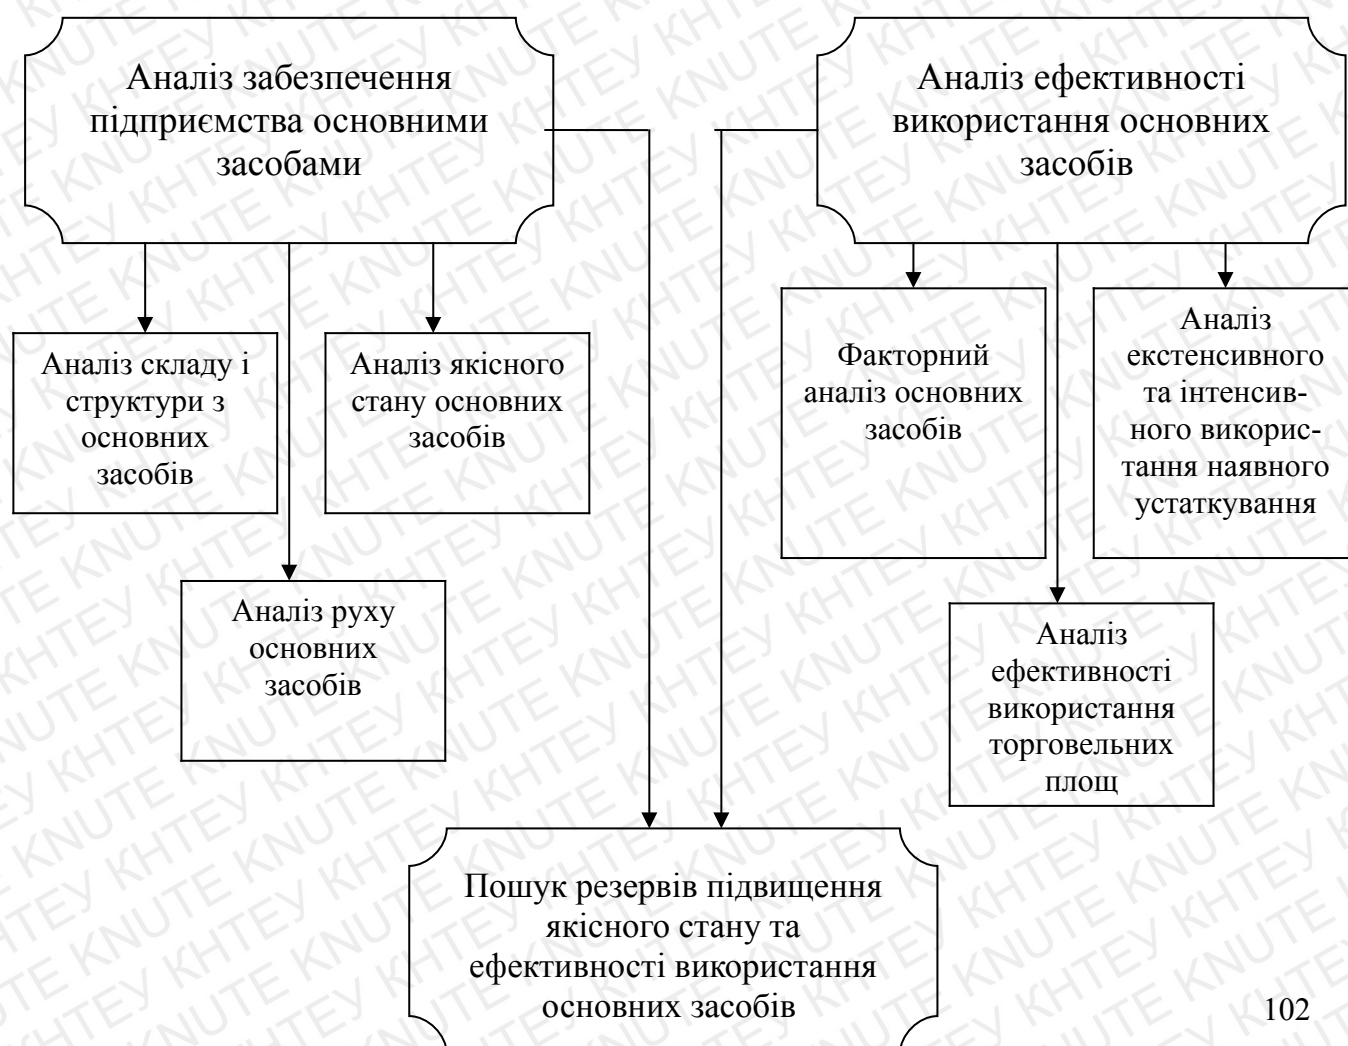 Аналіз забезпечення
підприємства основними
засобами
Аналіз ефективності
використання основних
засобів
Аналіз складу і
структури з
основних
засобів
Аналіз якісного
стану основних
засобів
Факторний
аналіз основних
засобів
Аналіз
екстенсивного
та інтенсив-
ного викорис-
тання наявного
устаткування
Аналіз руху
основних
засобів
Аналіз
ефективності
використання
торговельних
площ
Пошук резервів підвищення
якісного стану та
ефективності використання
основних засобів
102